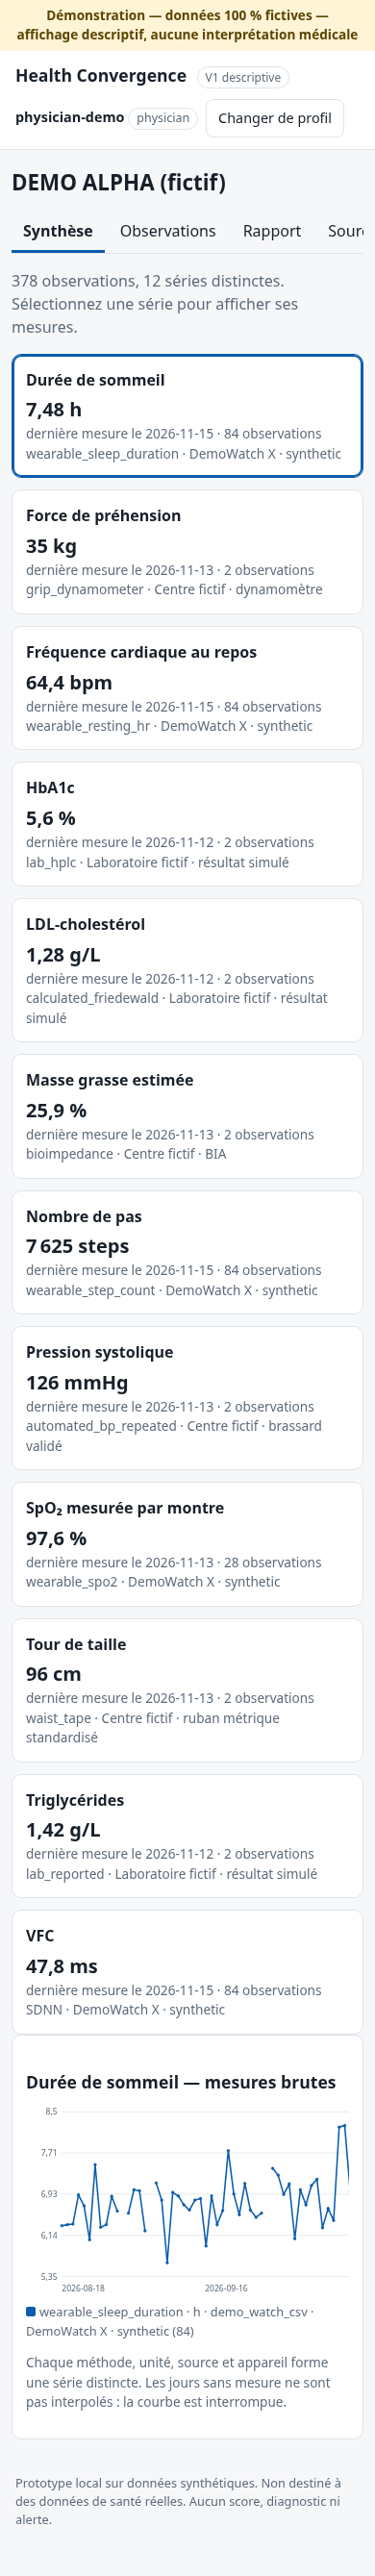 Démonstration — données 100 % fictives —
affichage descriptif, aucune interprétation médicale
Health Convergence V1 descriptive
physician-demo physician Changer de profil
DEMO ALPHA (fictif)
Synthèse Observations Rapport Sourc
378 observations, 12 séries distinctes.
Sélectionnez une série pour afficher ses
mesures.
Durée de sommeil
7,48 h
dernière mesure le 2026-11-15 · 84 observations
wearable_sleep_duration · DemoWatch X · synthetic
Force de préhension
35 kg
dernière mesure le 2026-11-13 · 2 observations
grip_dynamometer · Centre fictif · dynamomètre
Fréquence cardiaque au repos
64,4 bpm
dernière mesure le 2026-11-15 · 84 observations
wearable_resting_hr · DemoWatch X · synthetic
HbA1c
5,6 %
dernière mesure le 2026-11-12 · 2 observations
lab_hplc · Laboratoire fictif · résultat simulé
LDL-cholestérol
1,28 g/L
dernière mesure le 2026-11-12 · 2 observations
calculated_friedewald · Laboratoire fictif · résultat
simulé
Masse grasse estimée
25,9 %
dernière mesure le 2026-11-13 · 2 observations
bioimpedance · Centre fictif · BIA
Nombre de pas
7 625 steps
dernière mesure le 2026-11-15 · 84 observations
wearable_step_count · DemoWatch X · synthetic
Pression systolique
126 mmHg
dernière mesure le 2026-11-13 · 2 observations
automated_bp_repeated · Centre fictif · brassard
validé
SpO₂ mesurée par montre
97,6 %
dernière mesure le 2026-11-13 · 28 observations
wearable_spo2 · DemoWatch X · synthetic
Tour de taille
96 cm
dernière mesure le 2026-11-13 · 2 observations
waist_tape · Centre fictif · ruban métrique
standardisé
Triglycérides
1,42 g/L
dernière mesure le 2026-11-12 · 2 observations
lab_reported · Laboratoire fictif · résultat simulé
VFC
47,8 ms
dernière mesure le 2026-11-15 · 84 observations
SDNN · DemoWatch X · synthetic
Durée de sommeil — mesures brutes
8,5
7,71
6,93
6,14
5,35
2026-08-18 2026-09-16
wearable_sleep_duration · h · demo_watch_csv ·
DemoWatch X · synthetic (84)
Chaque méthode, unité, source et appareil forme
une série distincte. Les jours sans mesure ne sont
pas interpolés : la courbe est interrompue.
Prototype local sur données synthétiques. Non destiné à
des données de santé réelles. Aucun score, diagnostic ni
alerte.